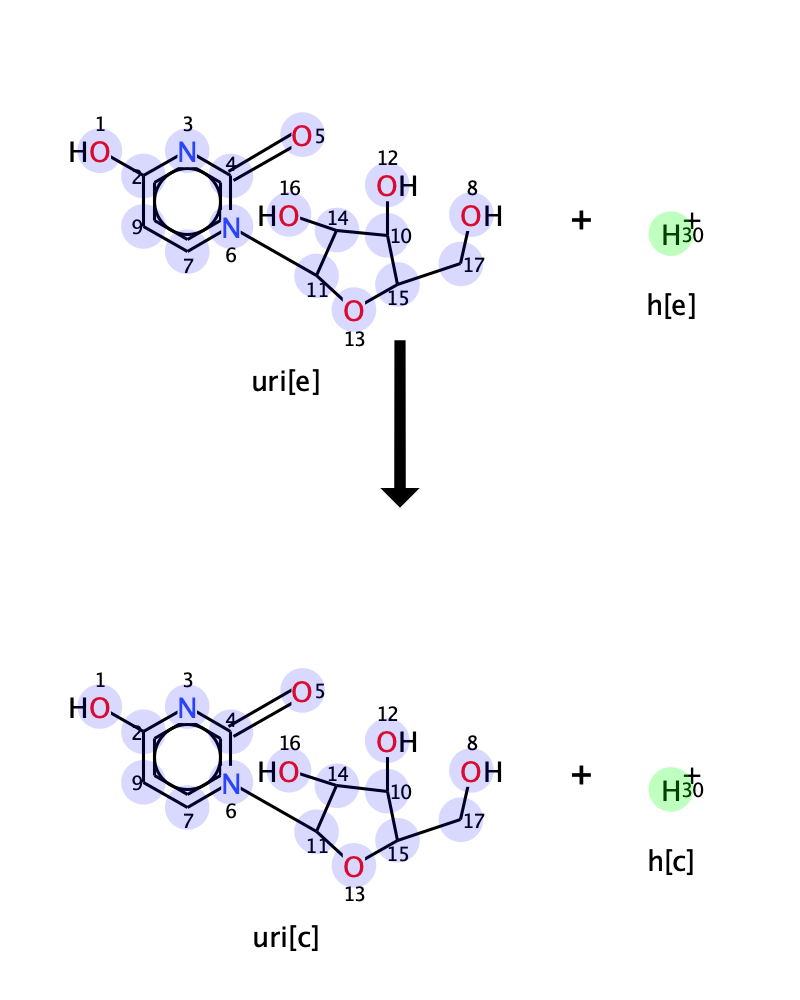 1 3 12
HO N O5
2 4 16 OH 8
9 N HO 14 10 OH + H30+
7 6 11 15 17
O h[e]
13
uri[e]
1 3 12
HO N O5
2 4 16 OH 8
9 N HO 14 10 OH + H30+
7 6 11 15 17
O h[c]
13
uri[c]